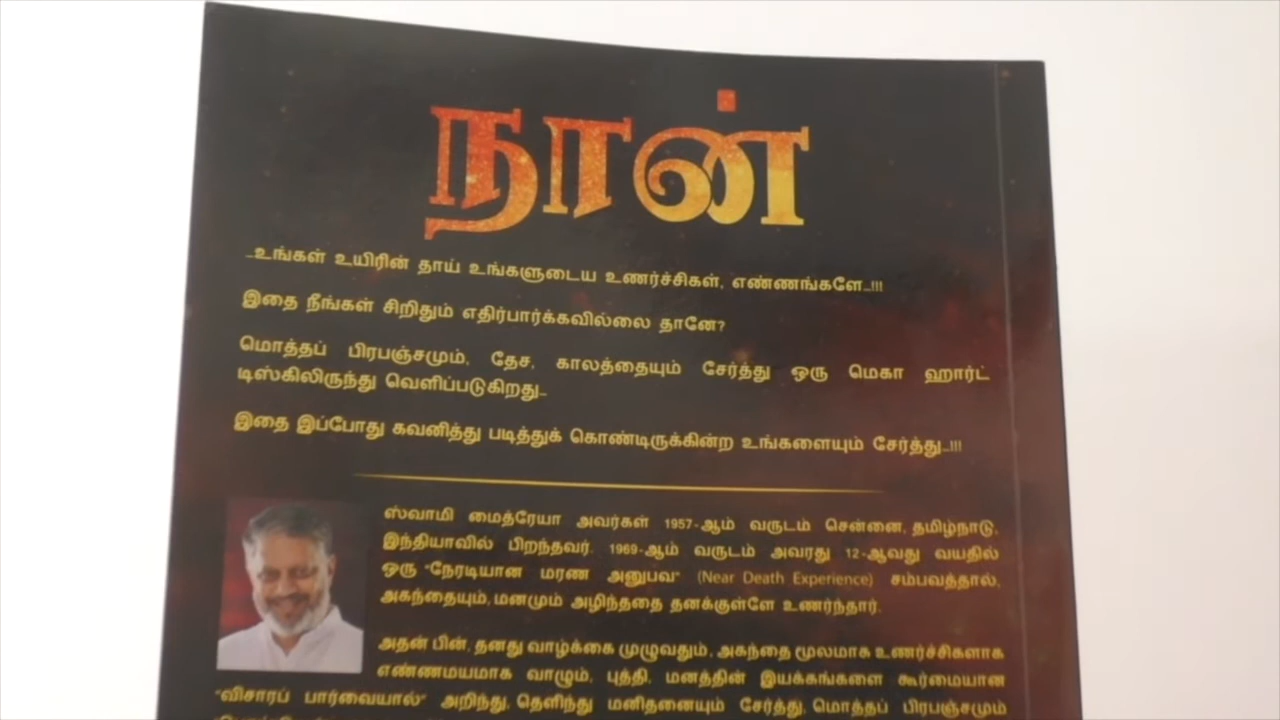 நான்
...உங்கள் உயிரின் தாய் உங்களுடைய உணர்ச்சிகள், எண்ணங்களே...!!!
இதை நீங்கள் சிறிதும் எதிர்பார்க்கவில்லை தானே?
மொத்தப் பிரபஞ்சமும், தேச, காலத்தையும் சேர்த்து ஒரு மெகா ஹார்ட்
டிஸ்கிலிருந்து வெளிப்படுகிறது...
இதை இப்போது கவனித்து படித்துக் கொண்டிருக்கின்ற உங்களையும் சேர்த்து...!!!
ஸ்வாமி மைத்ரேயா அவர்கள் 1957-ஆம் வருடம் சென்னை, தமிழ்நாடு,
இந்தியாவில் பிறந்தவர். 1969-ஆம் வருடம் அவரது 12-ஆவது வயதில்
ஒரு "நேரடியான மரண அனுபவ" (Near Death Experience) சம்பவத்தால்,
அகந்தையும், மனமும் அழிந்ததை தனக்குள்ளே உணர்ந்தார்.
அதன் பின், தனது வாழ்க்கை முழுவதும், அகந்தை மூலமாக உணர்ச்சிகளாக
எண்ணமயமாக வாழும், புத்தி, மனத்தின் இயக்கங்களை கூர்மையான
"விசாரப் பார்வையால்" அறிந்து, தெளிந்து மனிதனையும் சேர்த்து, மொத்தப் பிரபஞ்சமும்